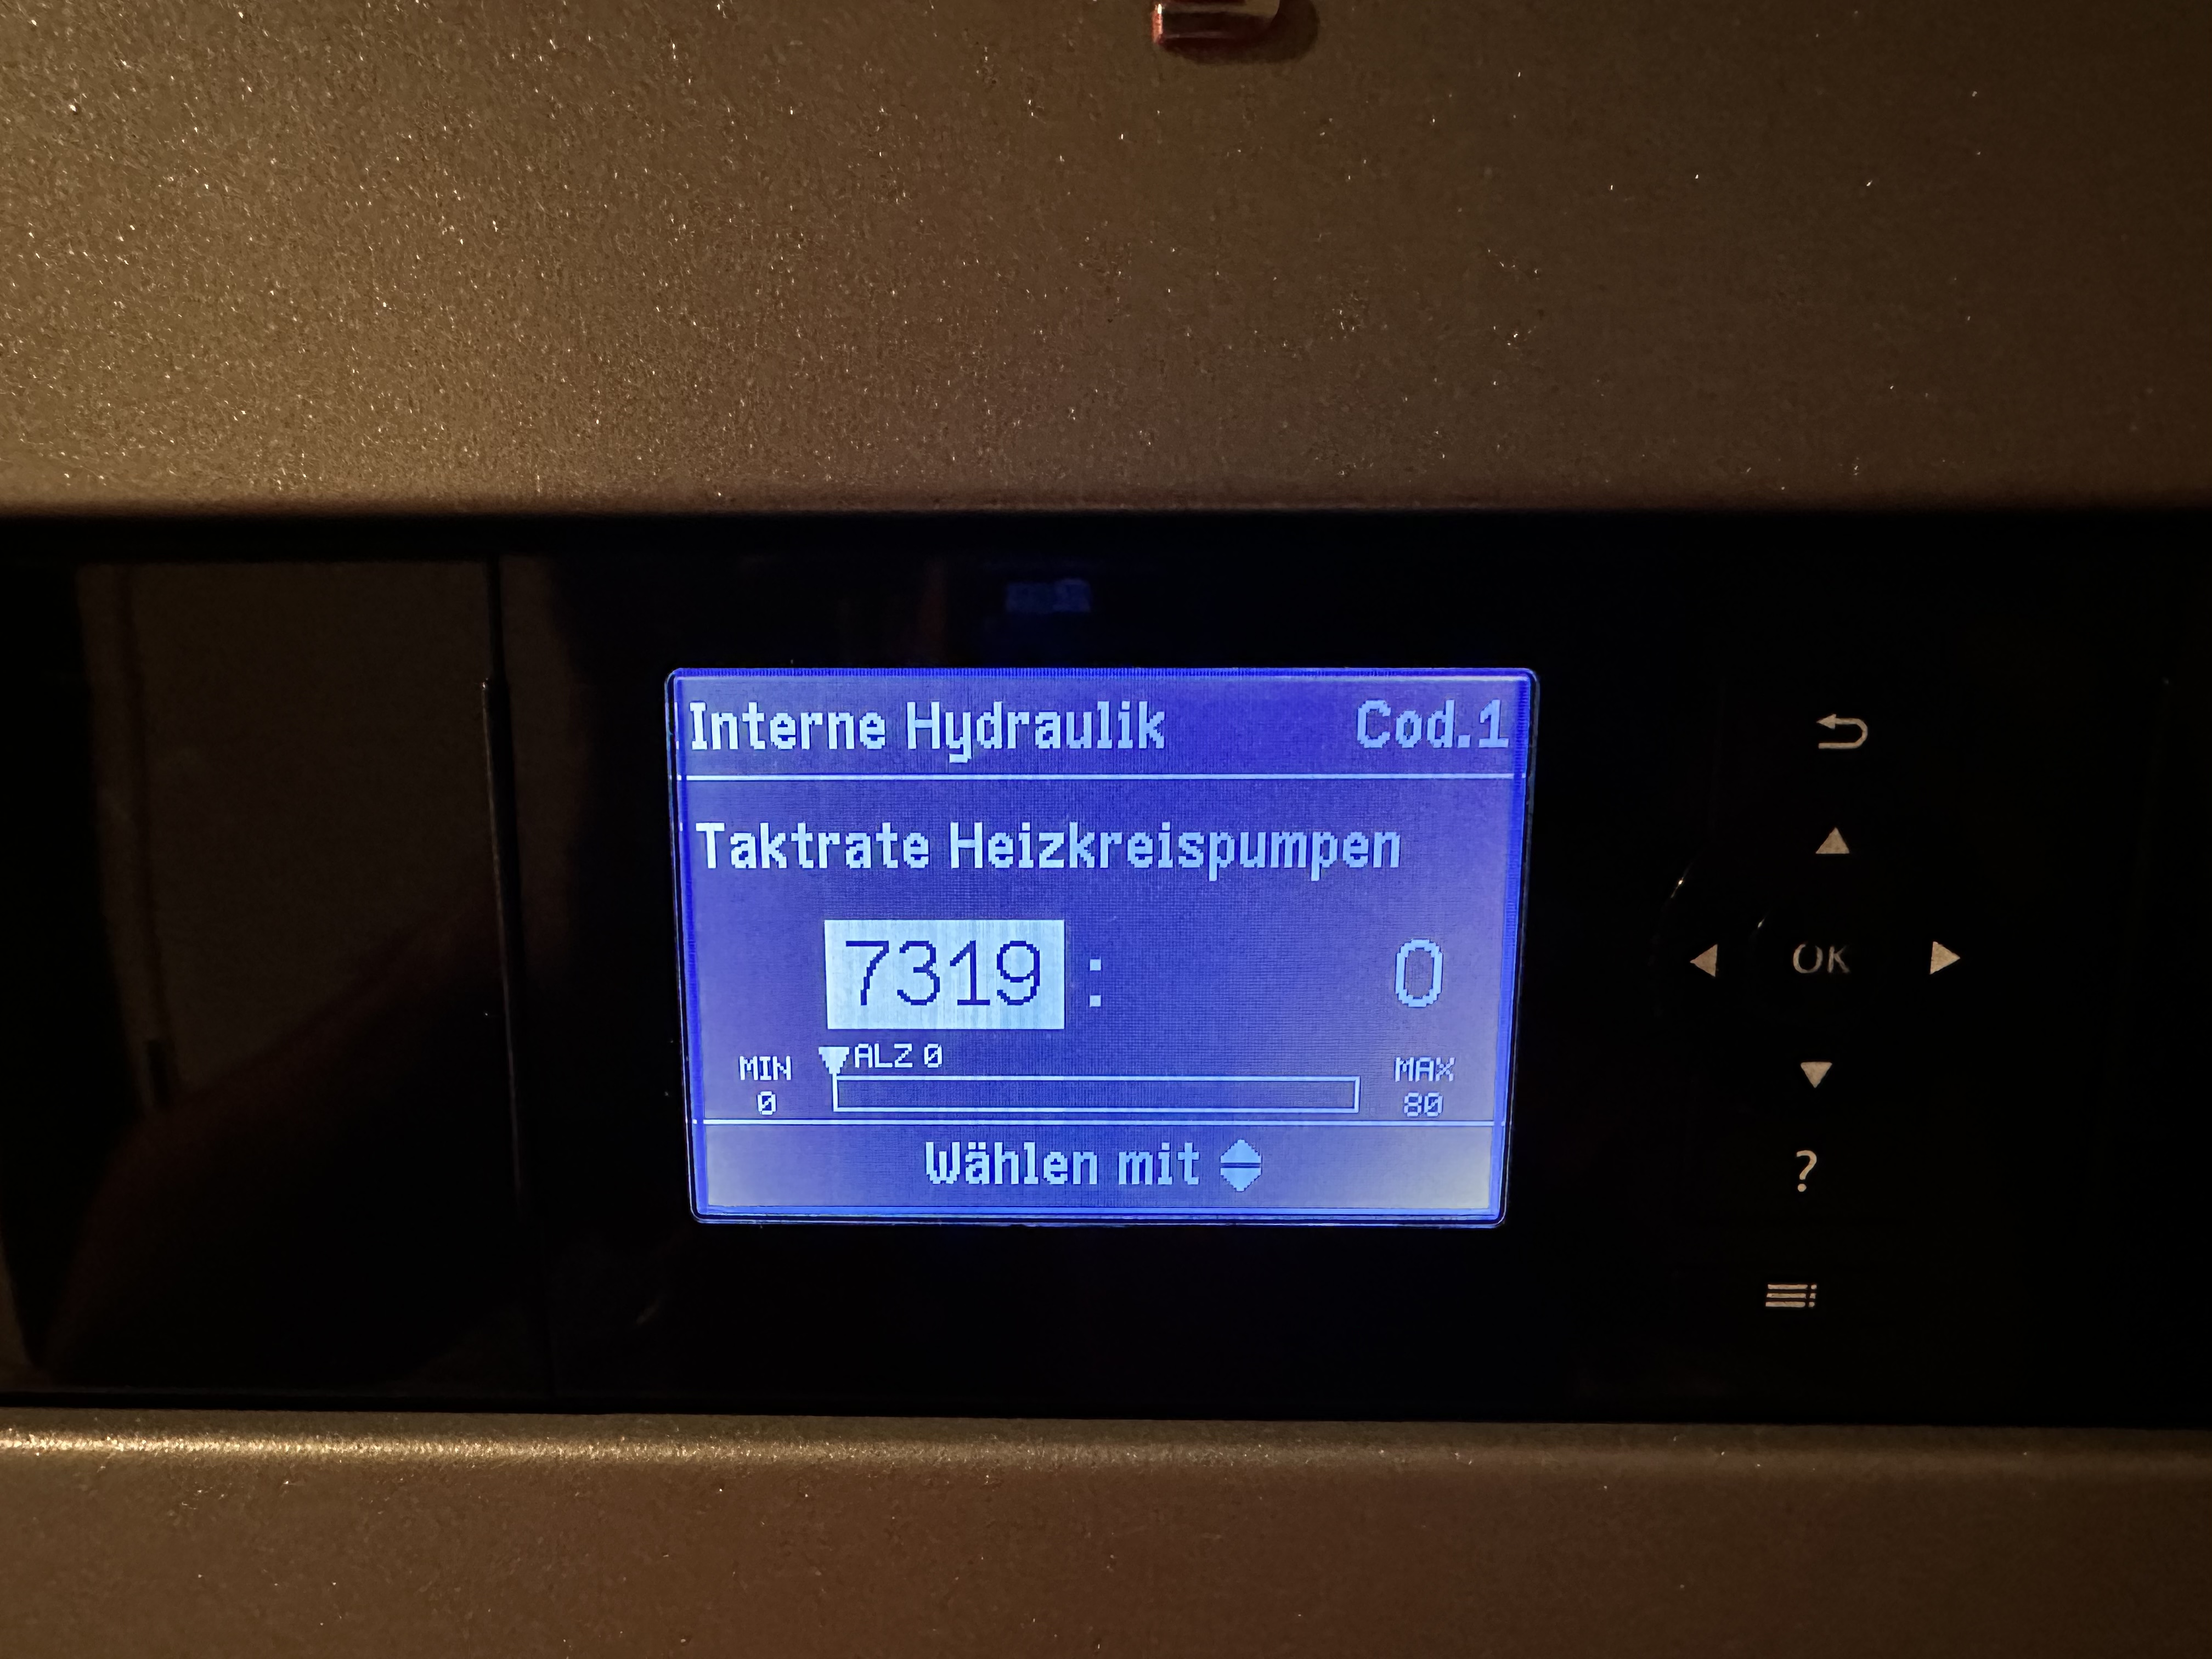 Interne Hydraulik Cod.1
Taktrate Heizkreispumpen
7319 : 0
ALZ 0
MIN MAX
0 80
Wählen mit
OK
?